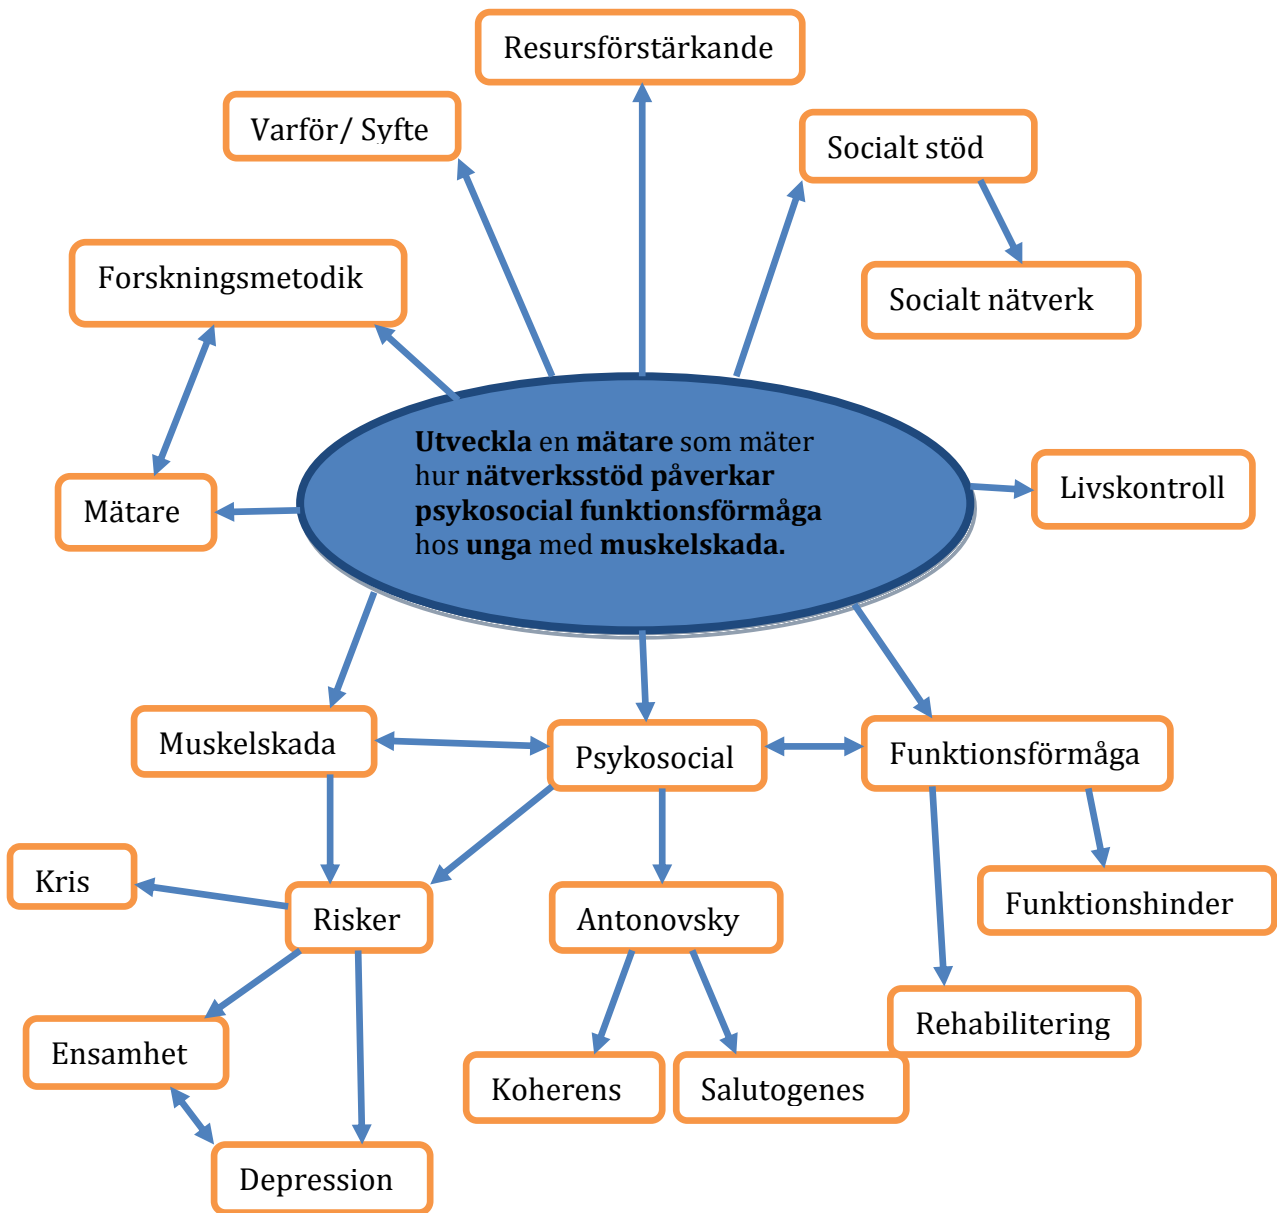 Resursförstärkande
Varför/ Syfte
Socialt stöd
Forskningsmetodik
Socialt nätverk
Utveckla en mätare som mäter
hur nätverksstöd påverkar
psykosocial funktionsförmåga
hos unga med muskelskada.
Livskontroll
Mätare
Muskelskada
Psykosocial
Funktionsförmåga
Kris
Risker
Antonovsky
Funktionshinder
Rehabilitering
Ensamhet
Koherens
Salutogenes
Depression